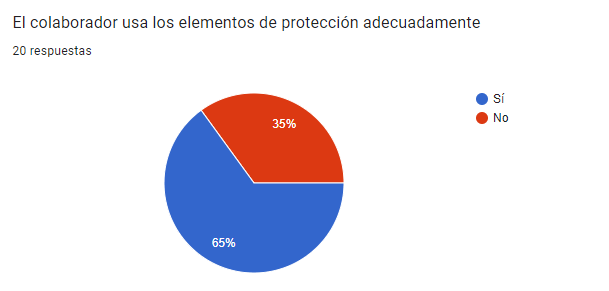 El colaborador usa los elementos de protección adecuadamente
20 respuestas
Sí
No
35%
65%